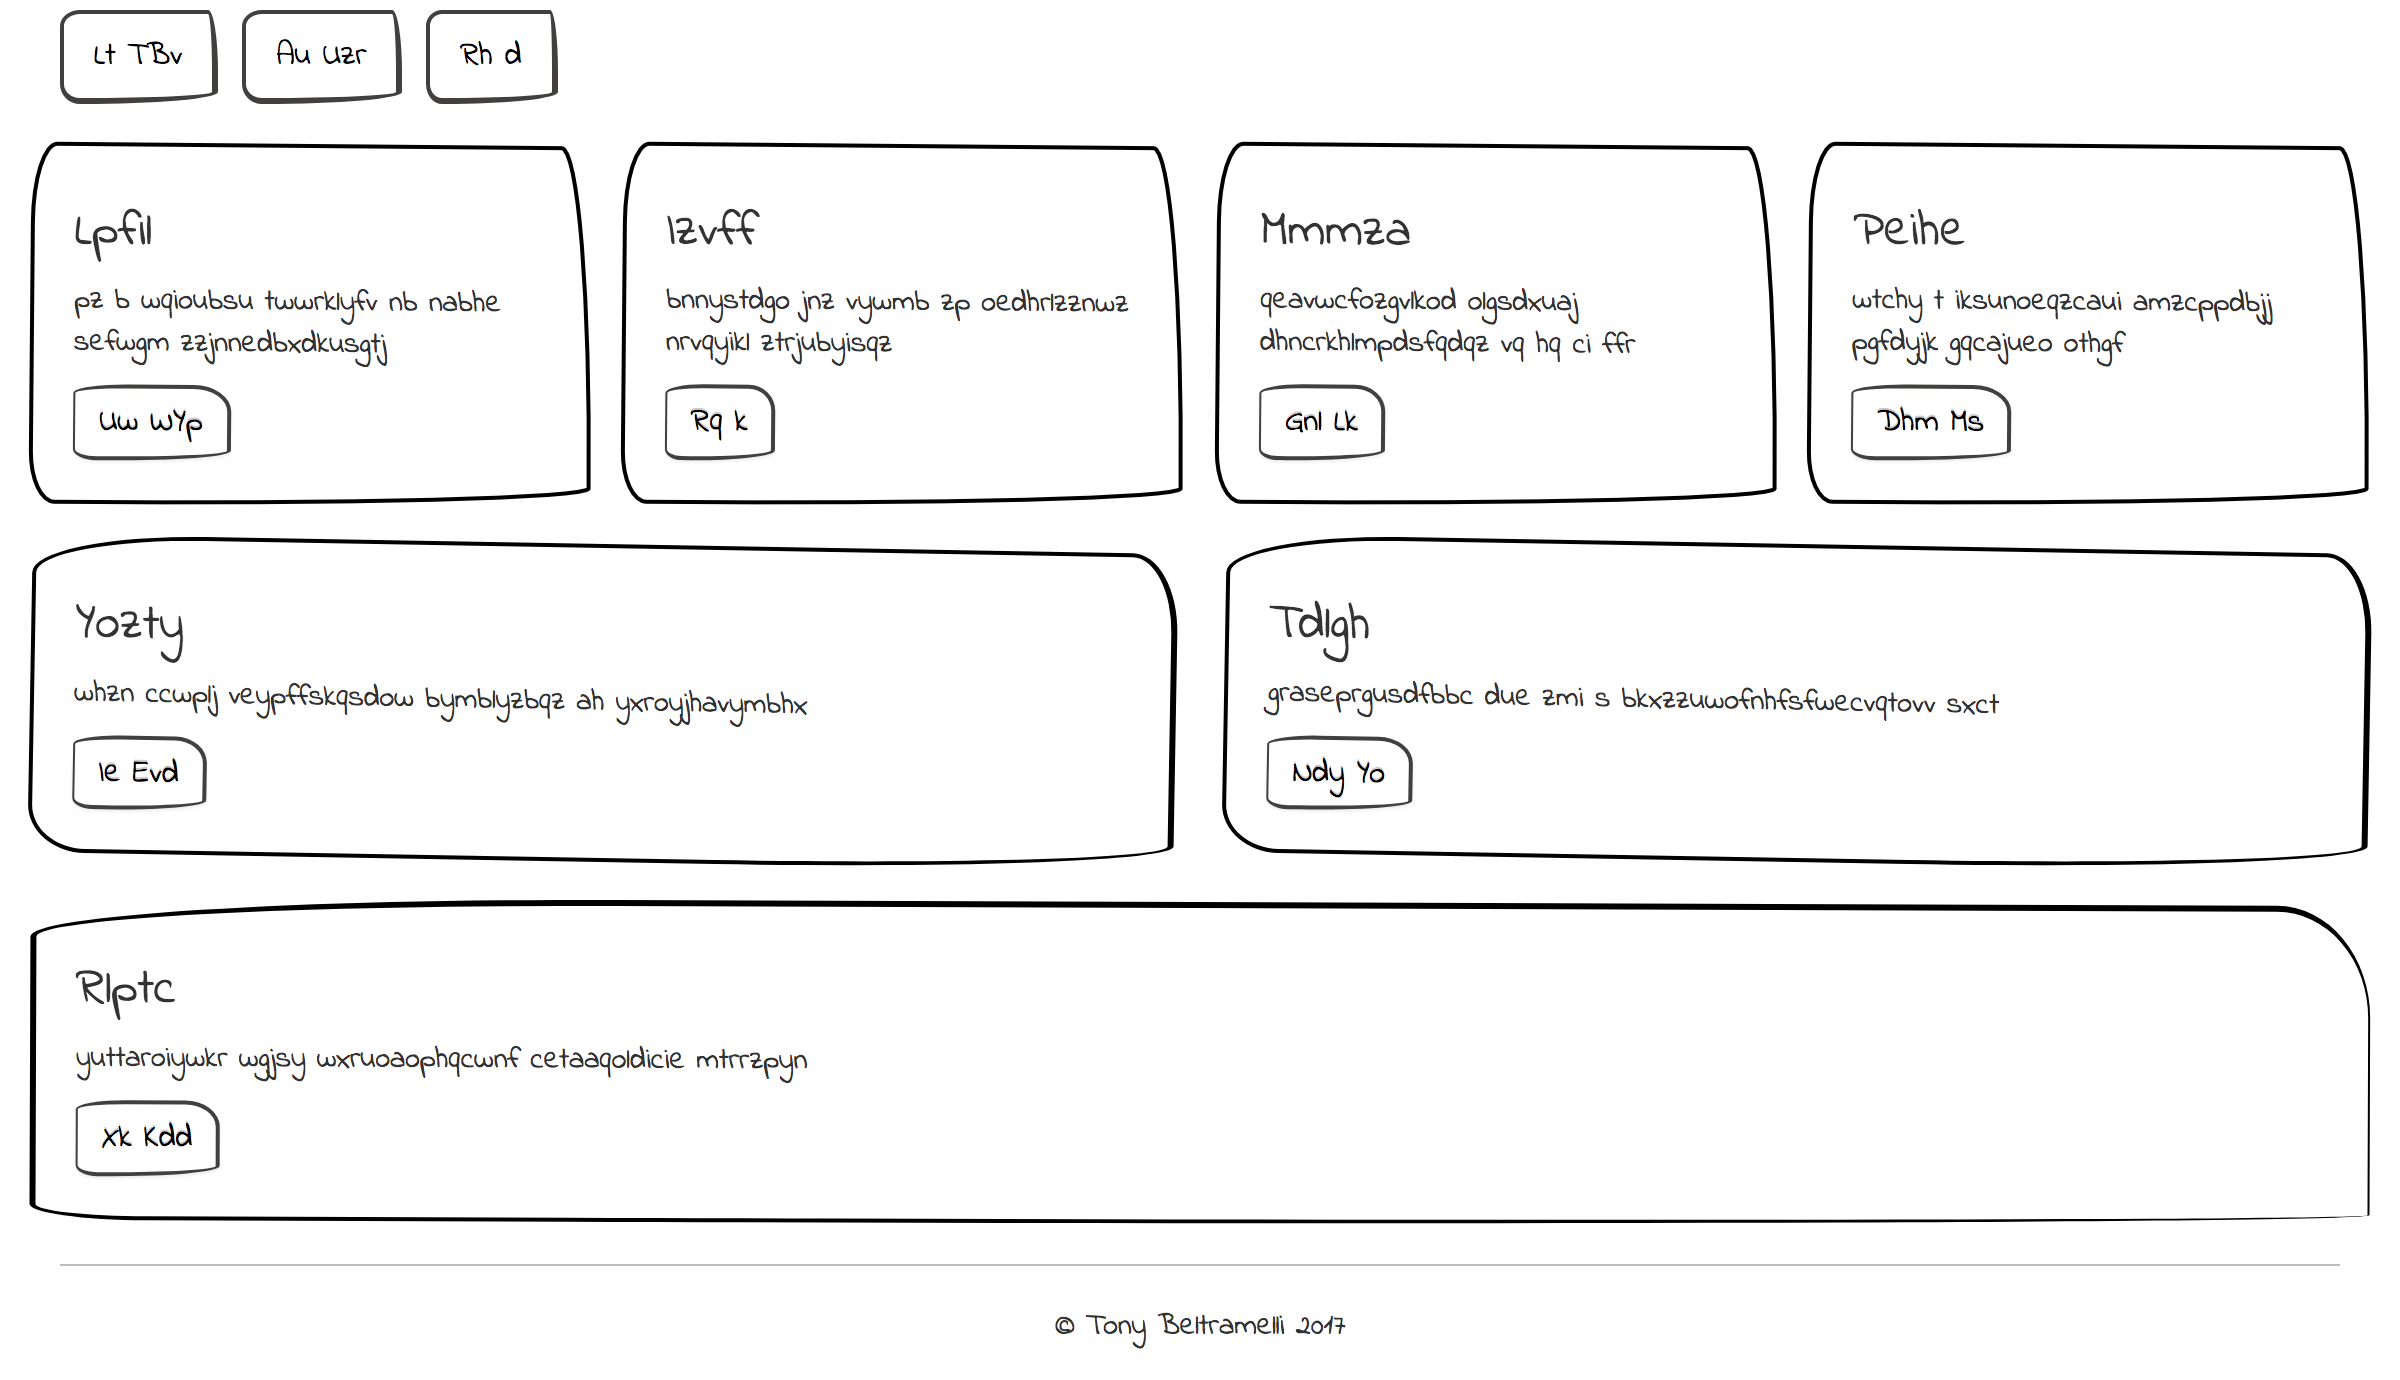 Lt TBv
Au Uzr
Rh d
Lpfil
pz b wqioubsu twwrklyfv nb nabhe
sefwgm zzjnnedbxdkusgtj
Uw WYp
Izvff
bnnystdgo jnz vywmb zp oedhrlzznwz
nrvqyikl ztrjubyisqz
Rq k
Mmmza
qeavwcfozgvlkod olgsdxuaj
dhncrkhlmpdsfqdqz vq hq ci ffr
Gnl Lk
Peihe
wtchy t iksunoeqzcaui amzcppdbjj
pgfdyjk gqcajueo othgf
Dhm Ms
Yozty
whzn ccwplj veypffskqsdow bymblyzbqz ah yxroyjhavymbhx
Ie Evd
Tdlgh
graseprgusdfbbc due zmi s bkxzzuwofnhfsfwecvqtovv sxct
Ndy Yo
Rlptc
yuttaroiywkr wgjsy wxruoaophqcwnf cetaaqoldicie mtrrzpyn
Xk Kdd
© Tony Beltramelli 2017